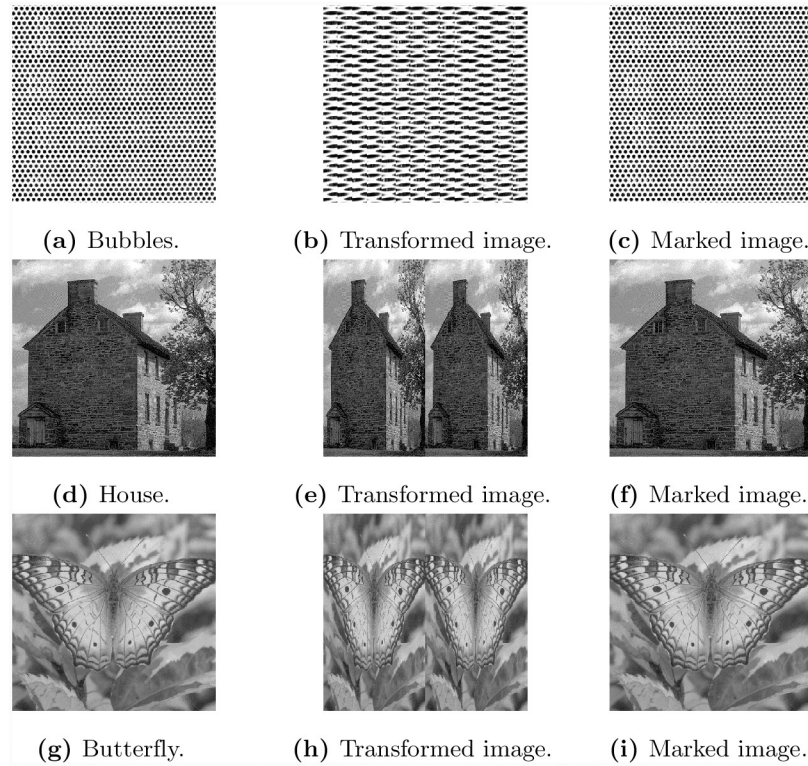 (a) Bubbles.
(b) Transformed image.
(c) Marked image.
(d) House.
(e) Transformed image.
(f) Marked image.
(g) Butterfly.
(h) Transformed image.
(i) Marked image.